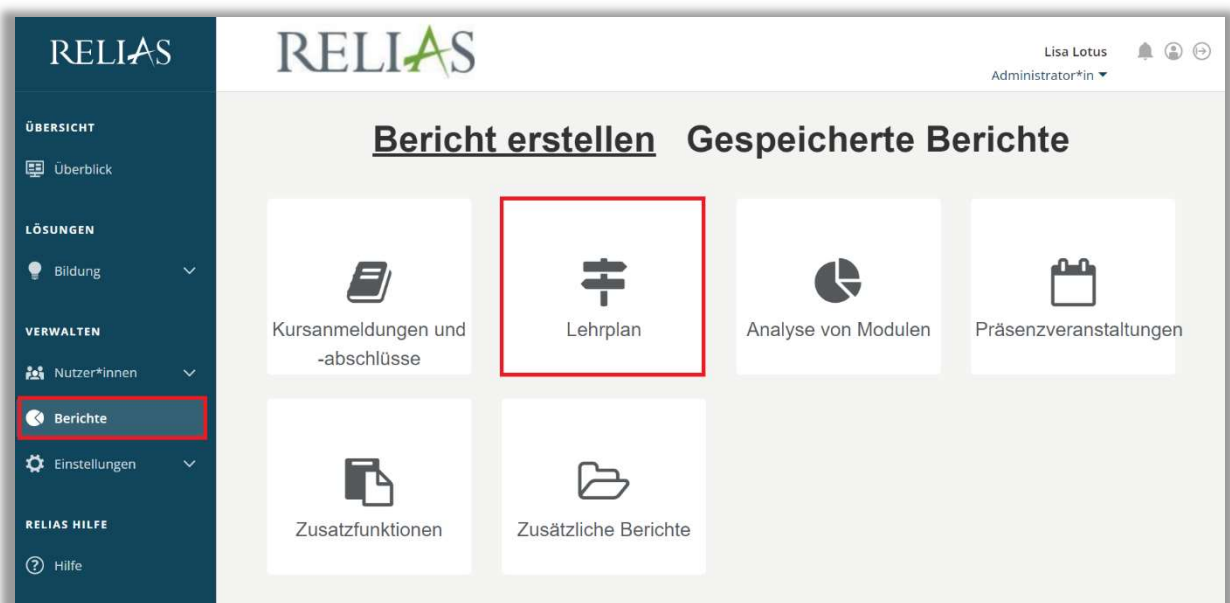 RELIAS
RELIAS
Lisa Lotus
Administrator*in
ÜBERSICHT
Überblick
LÖSUNGEN
Bildung
VERWALTEN
Nutzer*innen
Berichte
Einstellungen
RELIAS HILFE
Hilfe
Bericht erstellen Gespeicherte Berichte
Kursanmeldungen und
-abschlüsse
Lehrplan
Analyse von Modulen
Präsenzveranstaltungen
Zusatzfunktionen
Zusätzliche Berichte